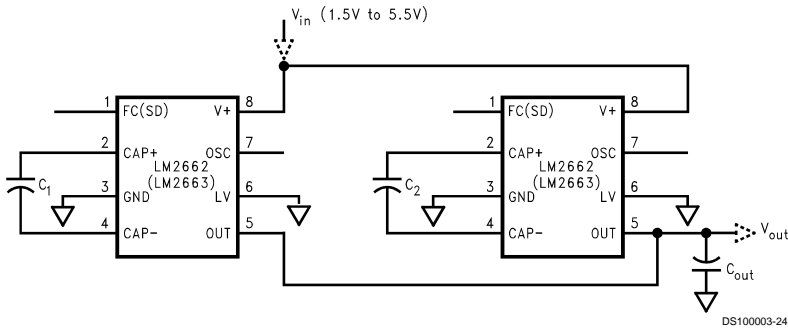 V_in (1.5V to 5.5V)
1 FC(SD) V+ 8
2 CAP+ OSC 7
LM2662
(LM2663)
3 GND LV 6
4 CAP- OUT 5
C_1
1 FC(SD) V+ 8
2 CAP+ OSC 7
LM2662
(LM2663)
3 GND LV 6
4 CAP- OUT 5
C_2
V_out
C_out
DS100003-24